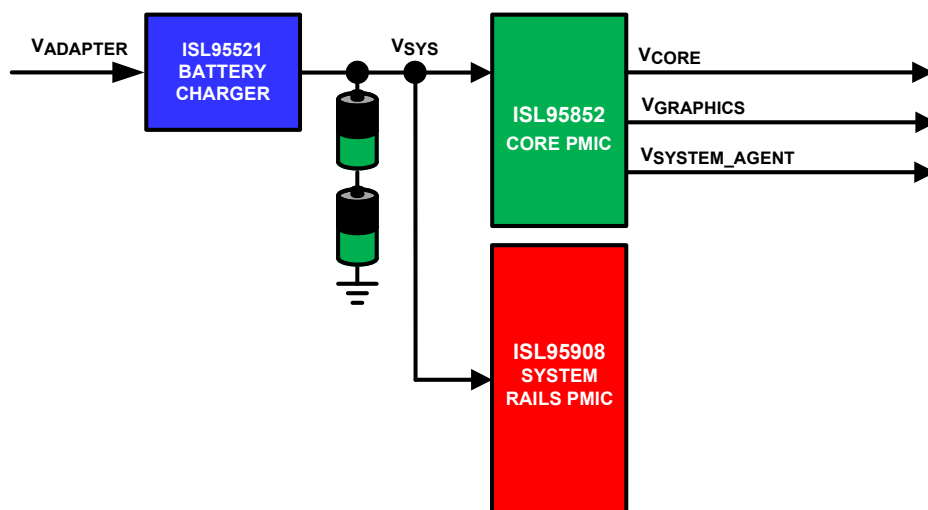 VADAPTER
ISL95521
BATTERY
CHARGER
VSYS
ISL95852
CORE PMIC
VCORE
VGRAPHICS
VSYSTEM_AGENT
ISL95908
SYSTEM
RAILS PMIC